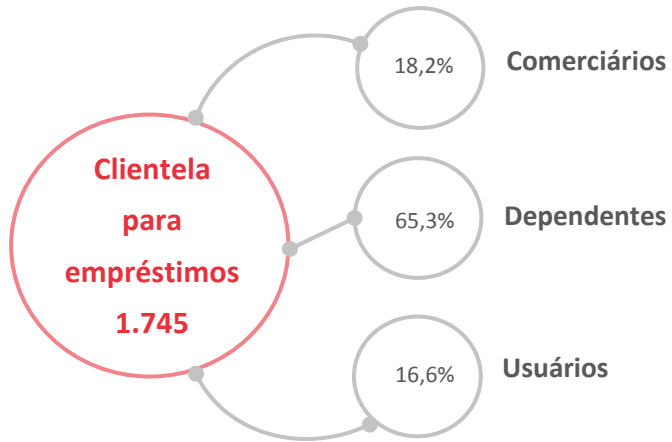 Clientela
para
empréstimos
1.745
18,2%
Comerciários
65,3%
Dependentes
16,6%
Usuários